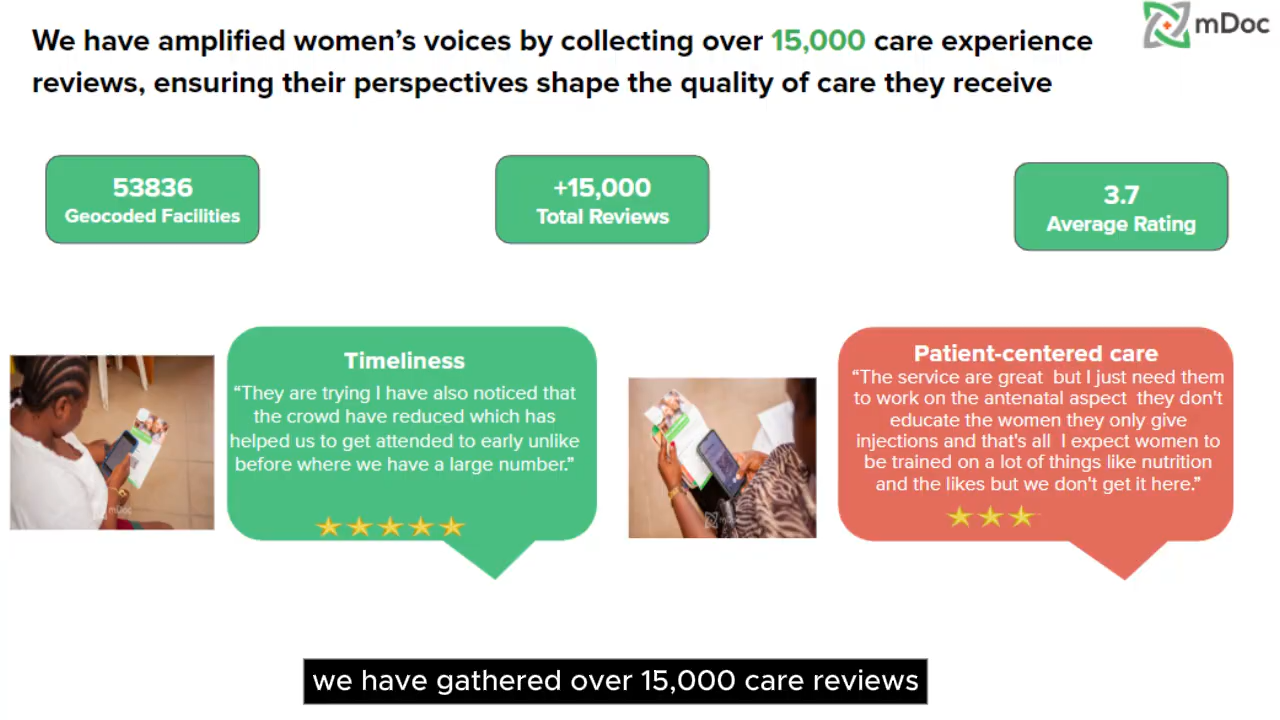 mDoc
We have amplified women’s voices by collecting over 15,000 care experience
reviews, ensuring their perspectives shape the quality of care they receive
53836
Geocoded Facilities
+15,000
Total Reviews
3.7
Average Rating
Timeliness
“They are trying I have also noticed that
the crowd have reduced which has
helped us to get attended to early unlike
before where we have a large number.”
Patient-centered care
“The service are great but I just need them
to work on the antenatal aspect they don't
educate the women they only give
injections and that's all I expect women to
be trained on a lot of things like nutrition
and the likes but we don't get it here.”
we have gathered over 15,000 care reviews